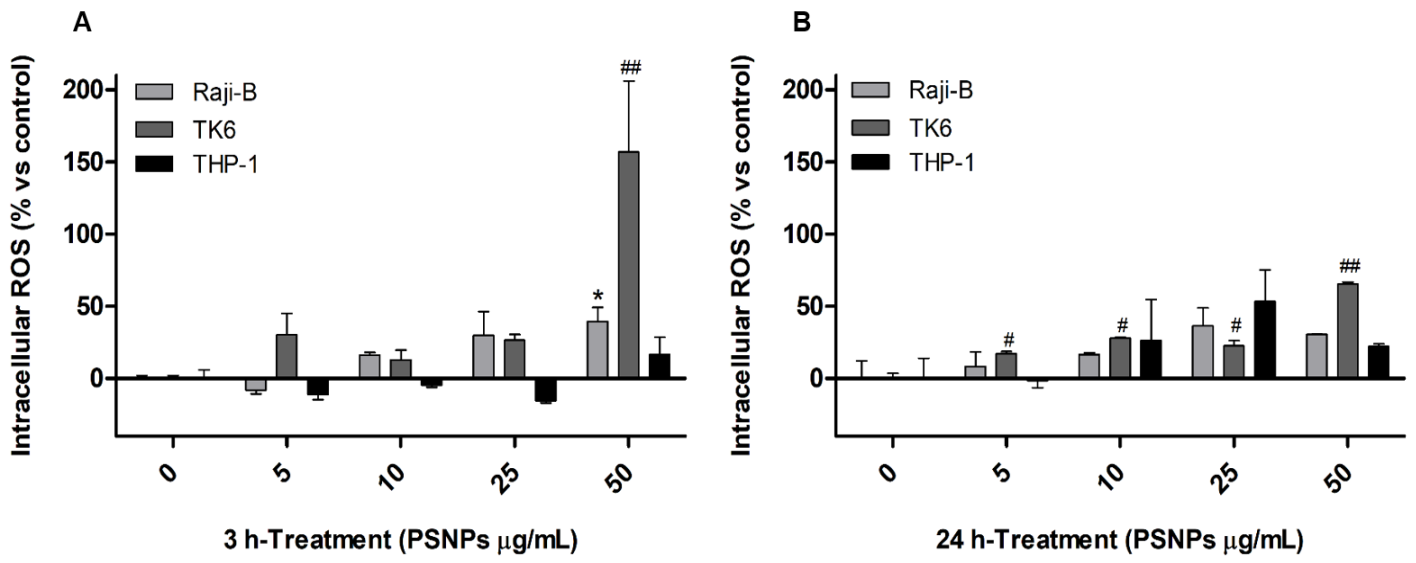 A
Intracellular ROS (% vs control)
200
150
100
50
0
Raji-B
TK6
THP-1
*
##
0
5
10
25
50
3 h-Treatment (PSNPs μg/mL)
B
Intracellular ROS (% vs control)
200
150
100
50
0
Raji-B
TK6
THP-1
#
#
#
##
0
5
10
25
50
24 h-Treatment (PSNPs μg/mL)